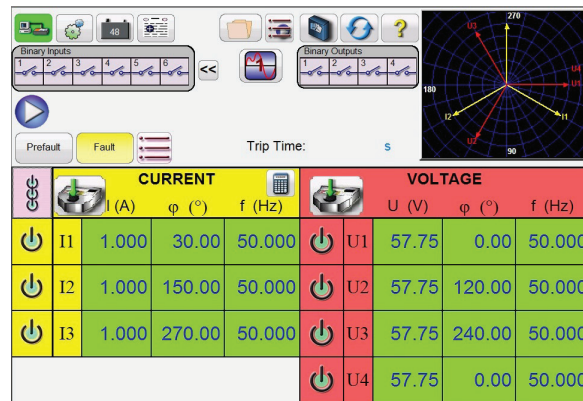 48
?
Binary Inputs
1 2 3 4 5 6
<<
Binary Outputs
1 2 3 4
270
U3
U4
180
U1
I2
I1
U2
90
Prefault
Fault
Trip Time:
s
CURRENT
VOLTAGE
I (A) φ (°) f (Hz)
U (V) φ (°) f (Hz)
I1 1.000 30.00 50.000 U1 57.75 0.00 50.000
I2 1.000 150.00 50.000 U2 57.75 120.00 50.000
I3 1.000 270.00 50.000 U3 57.75 240.00 50.000
U4 57.75 0.00 50.000